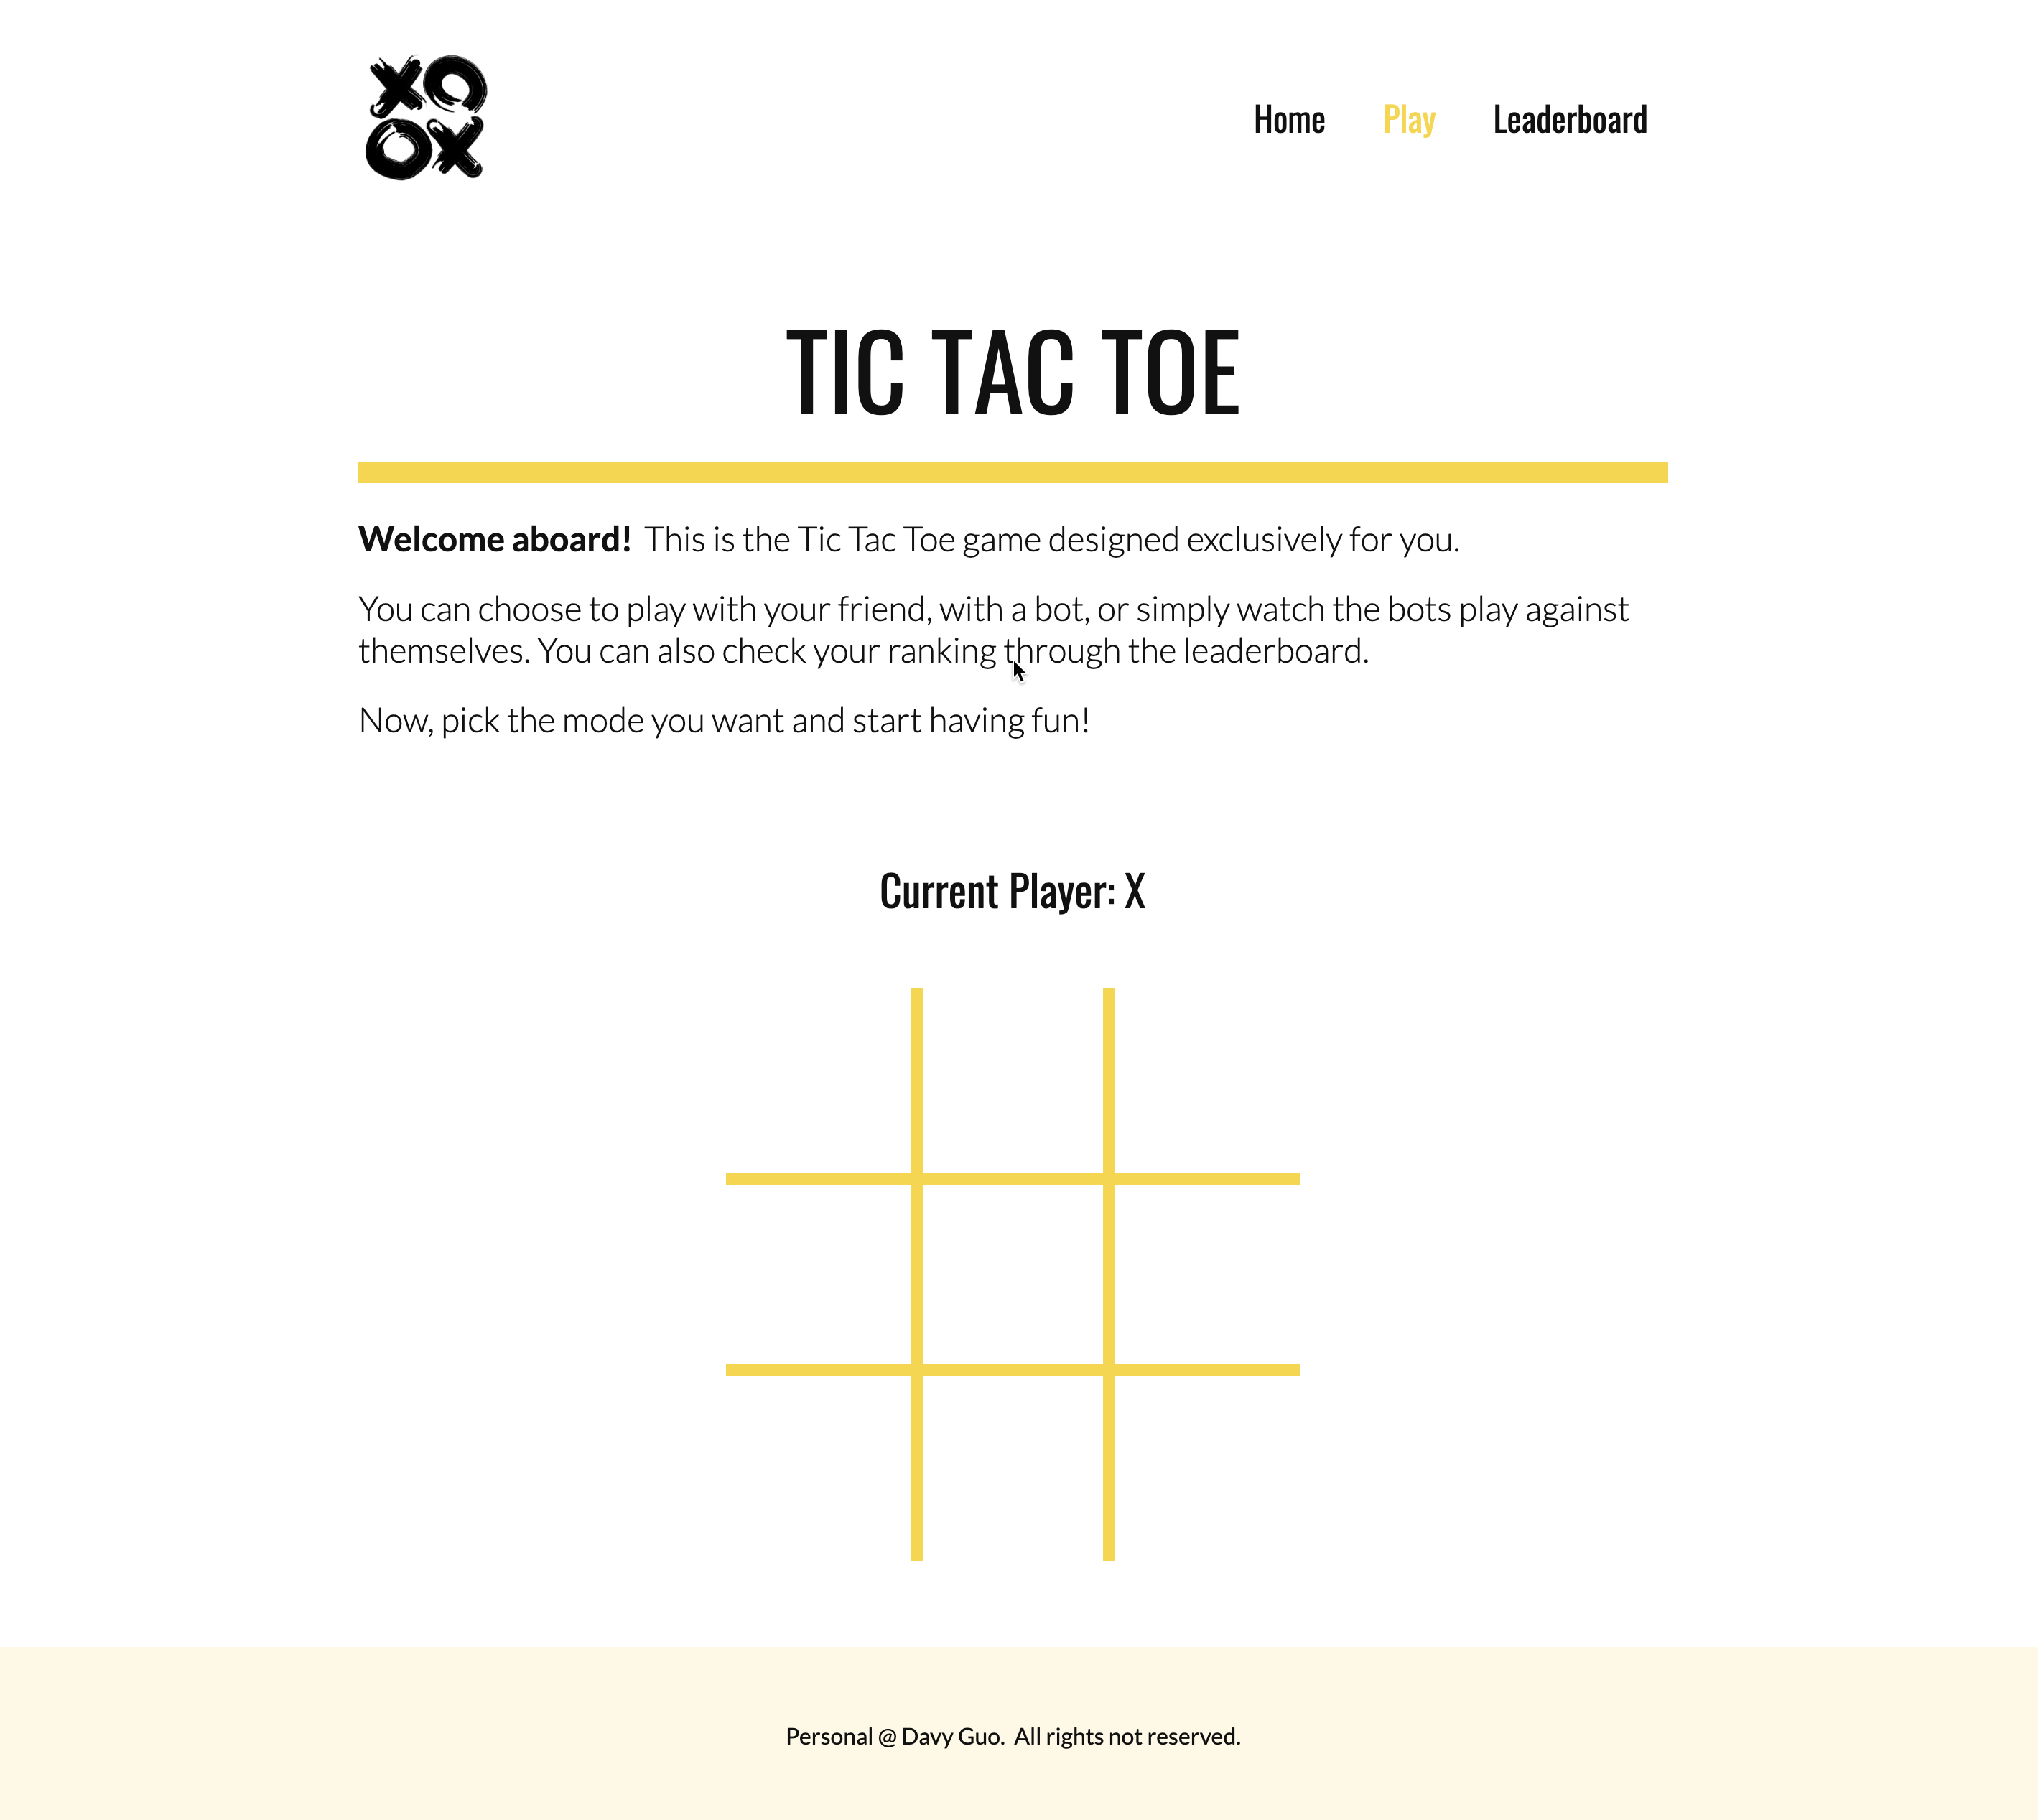 XO
OX
Home Play Leaderboard
TIC TAC TOE
Welcome aboard! This is the Tic Tac Toe game designed exclusively for you.
You can choose to play with your friend, with a bot, or simply watch the bots play against
themselves. You can also check your ranking through the leaderboard.
Now, pick the mode you want and start having fun!
Current Player: X
Personal @ Davy Guo. All rights not reserved.